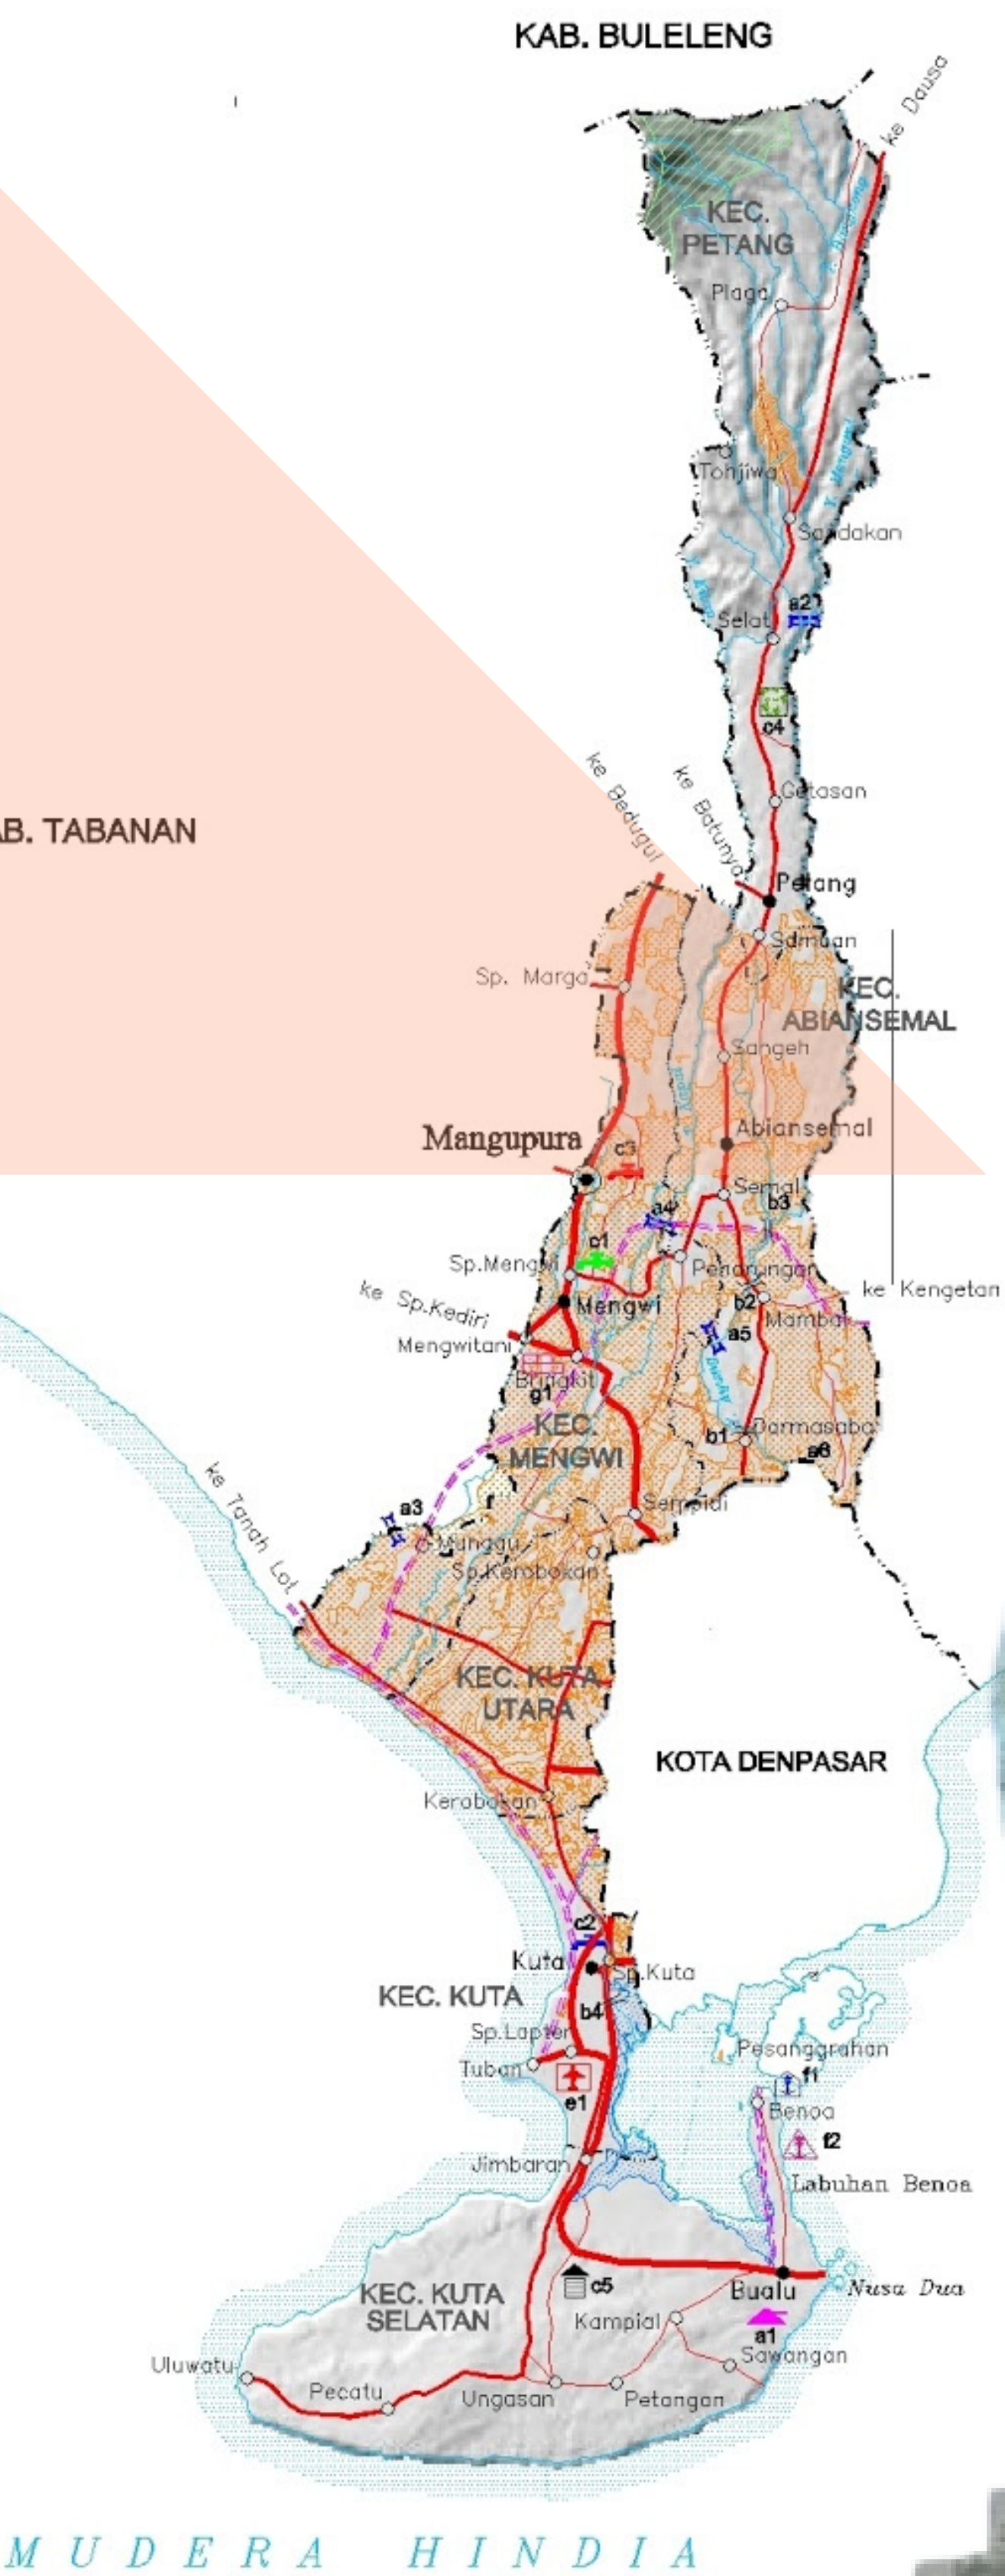 KAB. BULELENG
ke Dausa
KEC.
PETANG
Plaga
Tohjiwa
Sandakan
a2
Selat
c4
ke Bedugul
ke Batunya
Getasan
AB. TABANAN
Petang
Samuan
Sp. Marga
KEC.
ABIANSEMAL
Sangeh
Abiansemal
Mangupura
c3
Semal
b3
a4
c1
Sp.Mengwi
Penarungan
ke Kengetan
ke Sp.Kediri
Mengwi
b2
Mambal
Mengwitani
a5
Bringkit
g1
KEC.
MENGWI
b1
Darmasaba
a6
ke Tanah Lot
a3
Sempidi
Munggu
Sp.Kerobokan
KEC. KUTA
UTARA
KOTA DENPASAR
Kerobokan
c2
Kuta
Sp.Kuta
KEC. KUTA
b4
Sp.Lapter
Tuban
e1
Pesanggrahan
f1
Benoa
f2
Jimbaran
Labuhan Benoa
c5
Bualu
Nusa Dua
KEC. KUTA
SELATAN
Kampial
a1
Sawangan
Uluwatu
Pecatu
Ungasan
Petangan
MUDERA HINDIA